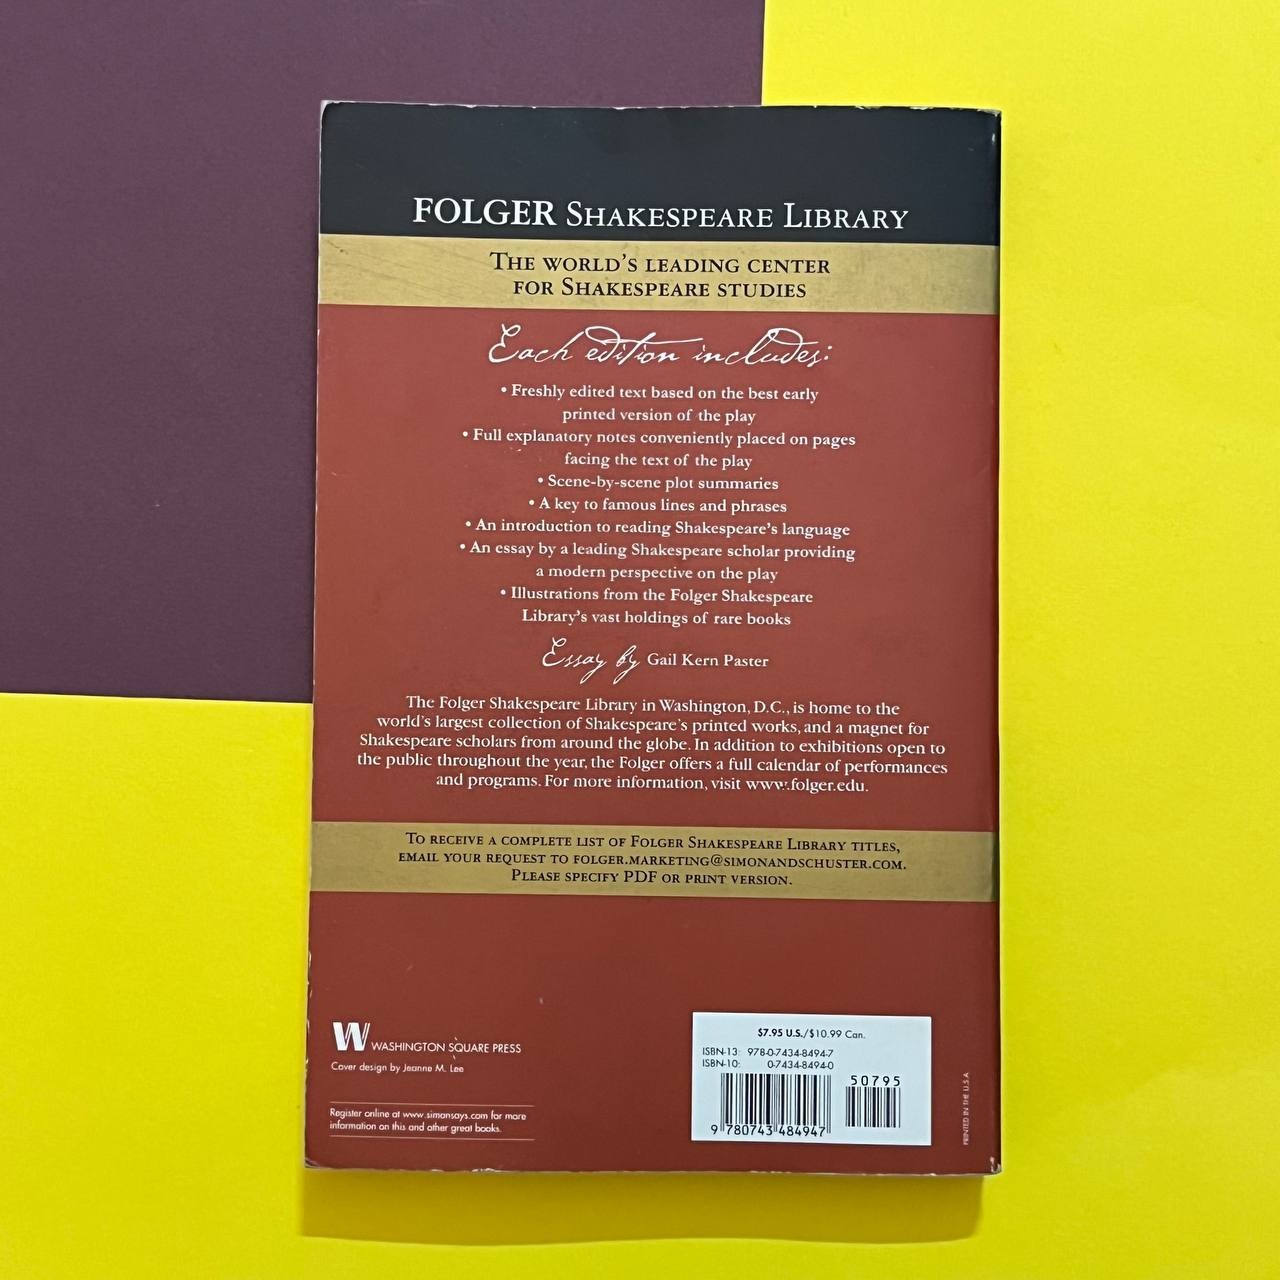 FOLGER SHAKESPEARE LIBRARY
THE WORLD'S LEADING CENTER
FOR SHAKESPEARE STUDIES
Each edition includes:
• Freshly edited text based on the best early
printed version of the play
• Full explanatory notes conveniently placed on pages
facing the text of the play
• Scene-by-scene plot summaries
• A key to famous lines and phrases
• An introduction to reading Shakespeare's language
• An essay by a leading Shakespeare scholar providing
a modern perspective on the play
• Illustrations from the Folger Shakespeare
Library's vast holdings of rare books
Essay by Gail Kern Paster
The Folger Shakespeare Library in Washington, D.C., is home to the
world's largest collection of Shakespeare's printed works, and a magnet for
Shakespeare scholars from around the globe. In addition to exhibitions open to
the public throughout the year, the Folger offers a full calendar of performances
and programs. For more information, visit www.folger.edu.
TO RECEIVE A COMPLETE LIST OF FOLGER SHAKESPEARE LIBRARY TITLES,
EMAIL YOUR REQUEST TO FOLGER.MARKETING@SIMONANDSCHUSTER.COM.
PLEASE SPECIFY PDF OR PRINT VERSION.
W WASHINGTON SQUARE PRESS
Cover design by Jeanne M. Lee
Register online at www.simonsays.com for more
information on this and other great books.
$7.95 U.S./$10.99 Can.
ISBN-13: 978-0-7434-8494-7
ISBN-10: 0-7434-8494-0
50795
9 780743 484947
PRINTED IN THE U.S.A.